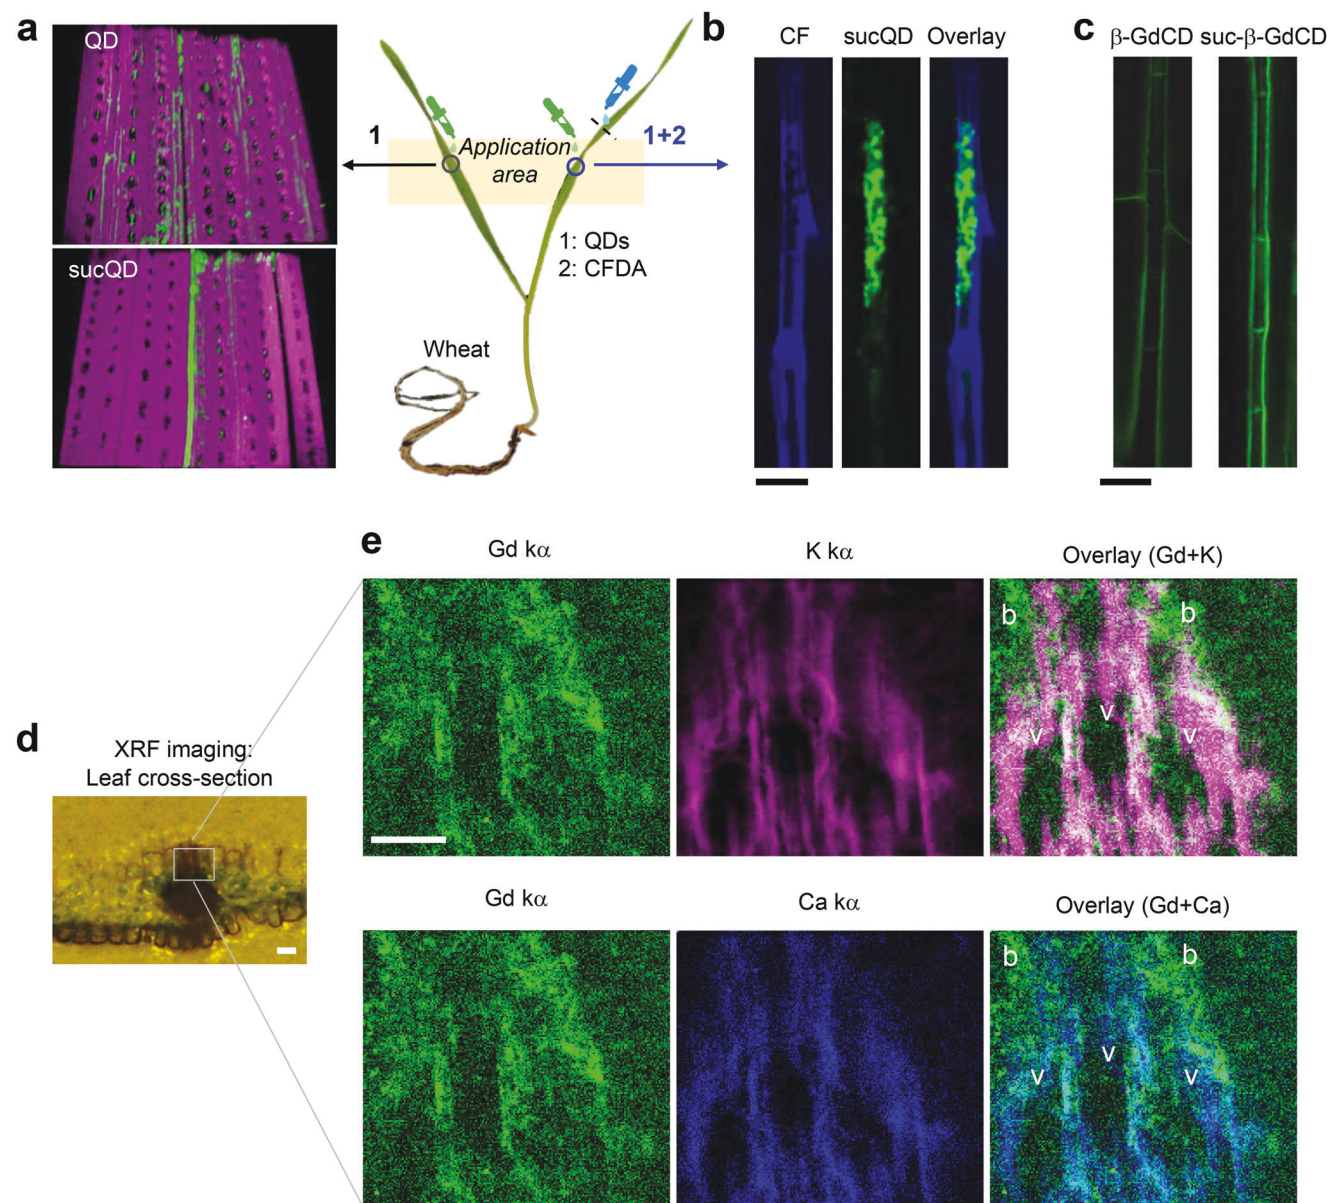 a
QD
sucQD
1
Application
area
1+2
1: QDs
2: CFDA
Wheat
b
CF
sucQD
Overlay
c
β-GdCD
suc-β-GdCD
d
XRF imaging:
Leaf cross-section
e
Gd kα
K kα
Overlay (Gd+K)
b
b
v
v
v
Gd kα
Ca kα
Overlay (Gd+Ca)
b
b
v
v
v